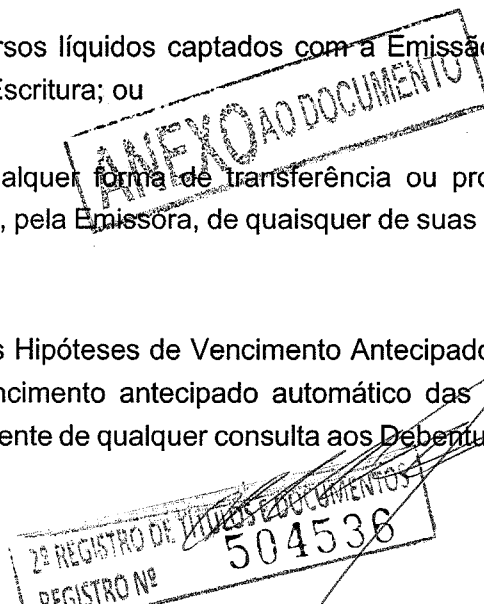 rsos líquidos captados com a Emissã
Escritura; ou
ANEXO AO DOCUMENTO
alquer forma de transferência ou pro
, pela Emissora, de quaisquer de suas
s Hipóteses de Vencimento Antecipado
ncimento antecipado automático das
ente de qualquer consulta aos Debentu
2º REGISTRO DE TÍTULOS E DOCUMENTOS
504536
REGISTRO Nº